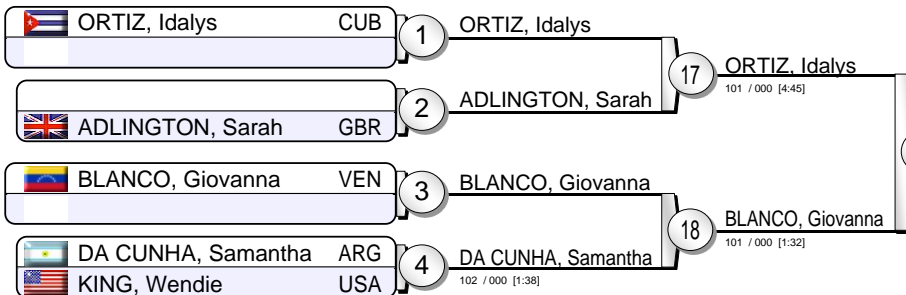 ORTIZ, Idalys CUB
1
ORTIZ, Idalys
17
ORTIZ, Idalys
101 / 000 [4:45]
2
ADLINGTON, Sarah
ADLINGTON, Sarah GBR
BLANCO, Giovanna VEN
3
BLANCO, Giovanna
18
BLANCO, Giovanna
101 / 000 [1:32]
DA CUNHA, Samantha ARG
4
DA CUNHA, Samantha
102 / 000 [1:38]
KING, Wendie USA